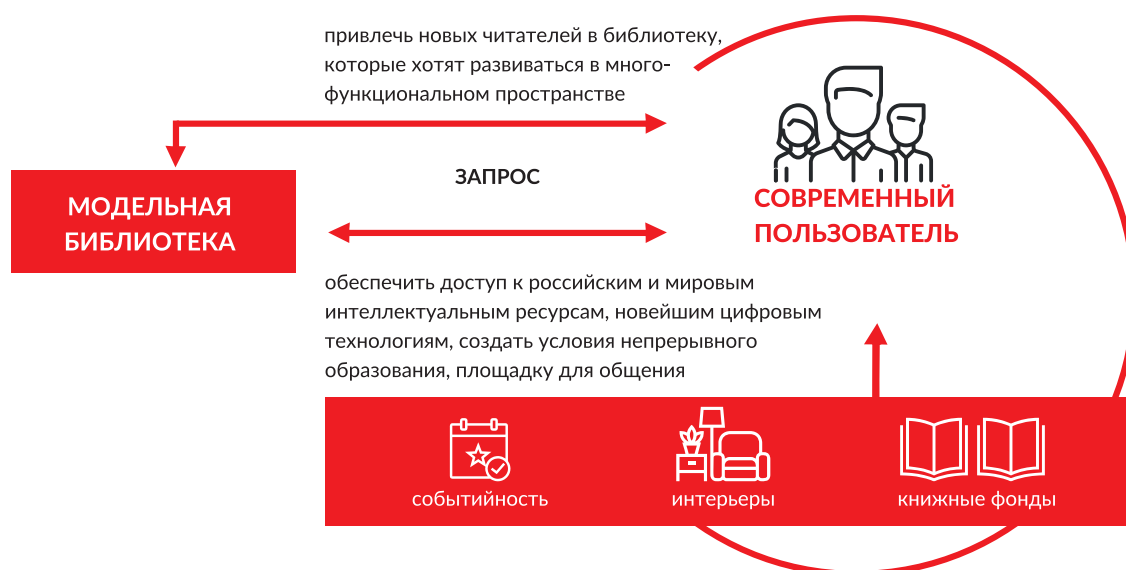 привлечь новых читателей в библиотеку,
которые хотят развиваться в много-
функциональном пространстве
ЗАПРОС
МОДЕЛЬНАЯ
БИБЛИОТЕКА
СОВРЕМЕННЫЙ
ПОЛЬЗОВАТЕЛЬ
обеспечить доступ к российским и мировым
интеллектуальным ресурсам, новейшим цифровым
технологиям, создать условия непрерывного
образования, площадку для общения
событийность
интерьеры
книжные фонды